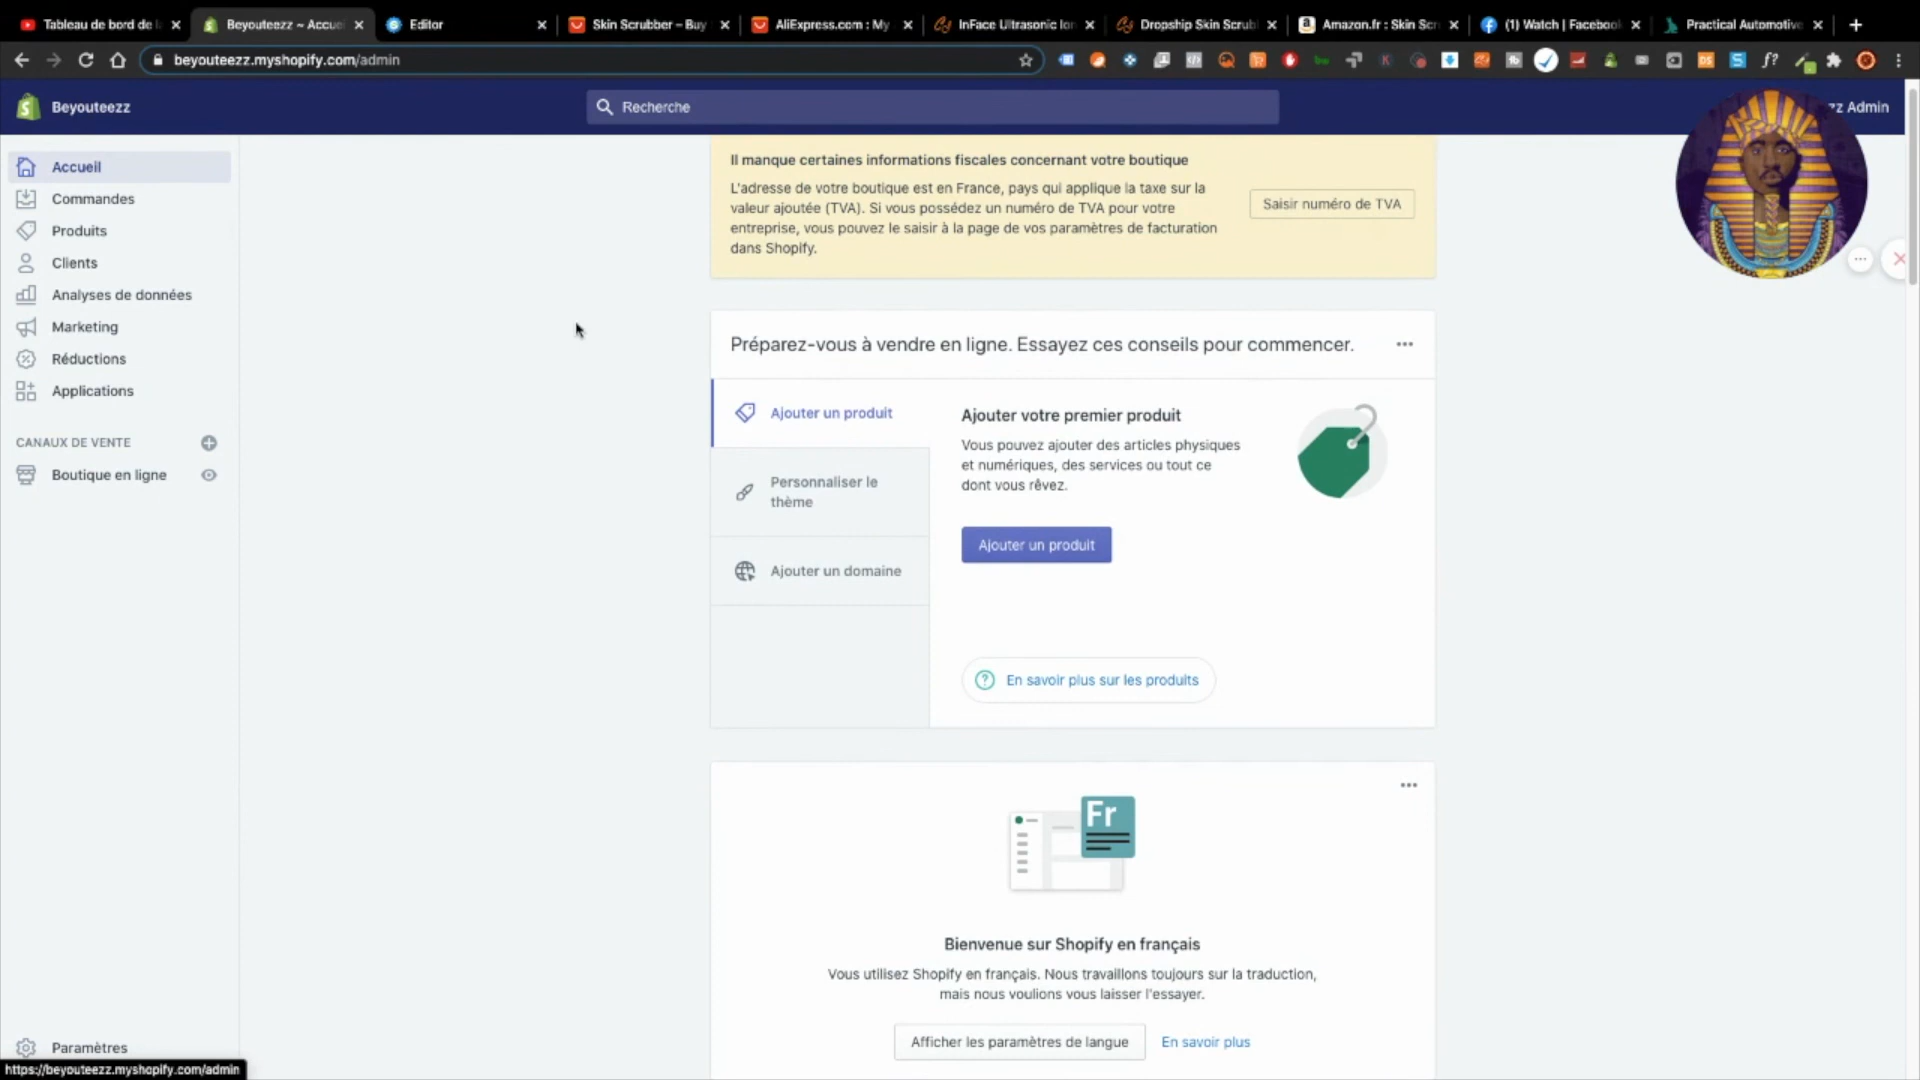 Tableau de bord de l
Beyouteezz ~ Accuei
Editor
Skin Scrubber – Buy
AliExpress.com : My
InFace Ultrasonic Ion
Dropship Skin Scrub
Amazon.fr : Skin Scr
(1) Watch | Facebook
Practical Automotive
beyouteezz.myshopify.com/admin
Beyouteezz
Recherche
zz Admin
Accueil
Commandes
Produits
Clients
Analyses de données
Marketing
Réductions
Applications
CANAUX DE VENTE
Boutique en ligne
Paramètres
https://beyouteezz.myshopify.com/admin
Il manque certaines informations fiscales concernant votre boutique
L'adresse de votre boutique est en France, pays qui applique la taxe sur la
valeur ajoutée (TVA). Si vous possédez un numéro de TVA pour votre
entreprise, vous pouvez le saisir à la page de vos paramètres de facturation
dans Shopify.
Saisir numéro de TVA
Préparez-vous à vendre en ligne. Essayez ces conseils pour commencer.
Ajouter un produit
Personnaliser le
thème
Ajouter un domaine
Ajouter votre premier produit
Vous pouvez ajouter des articles physiques
et numériques, des services ou tout ce
dont vous rêvez.
Ajouter un produit
En savoir plus sur les produits
Fr
Bienvenue sur Shopify en français
Vous utilisez Shopify en français. Nous travaillons toujours sur la traduction,
mais nous voulions vous laisser l'essayer.
Afficher les paramètres de langue
En savoir plus